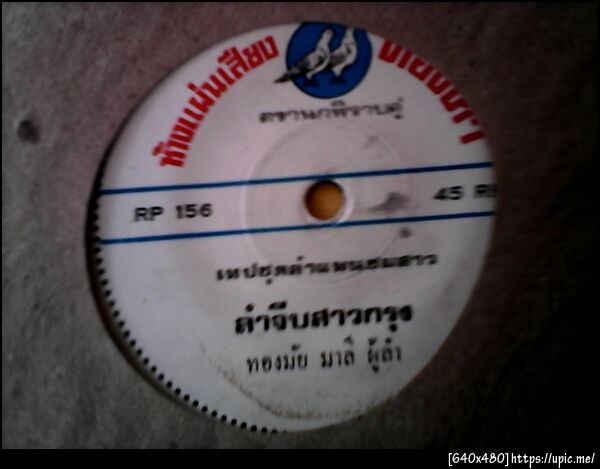 ห้างแผ่นเสียง
ตรานกพิราบคู่
RP 156
45
เทปชุดลำแพนชมสาว
ลำจีบสาวกรุง
ทองมัย มาลี ผู้ลำ
[640x480]https://upic.me/